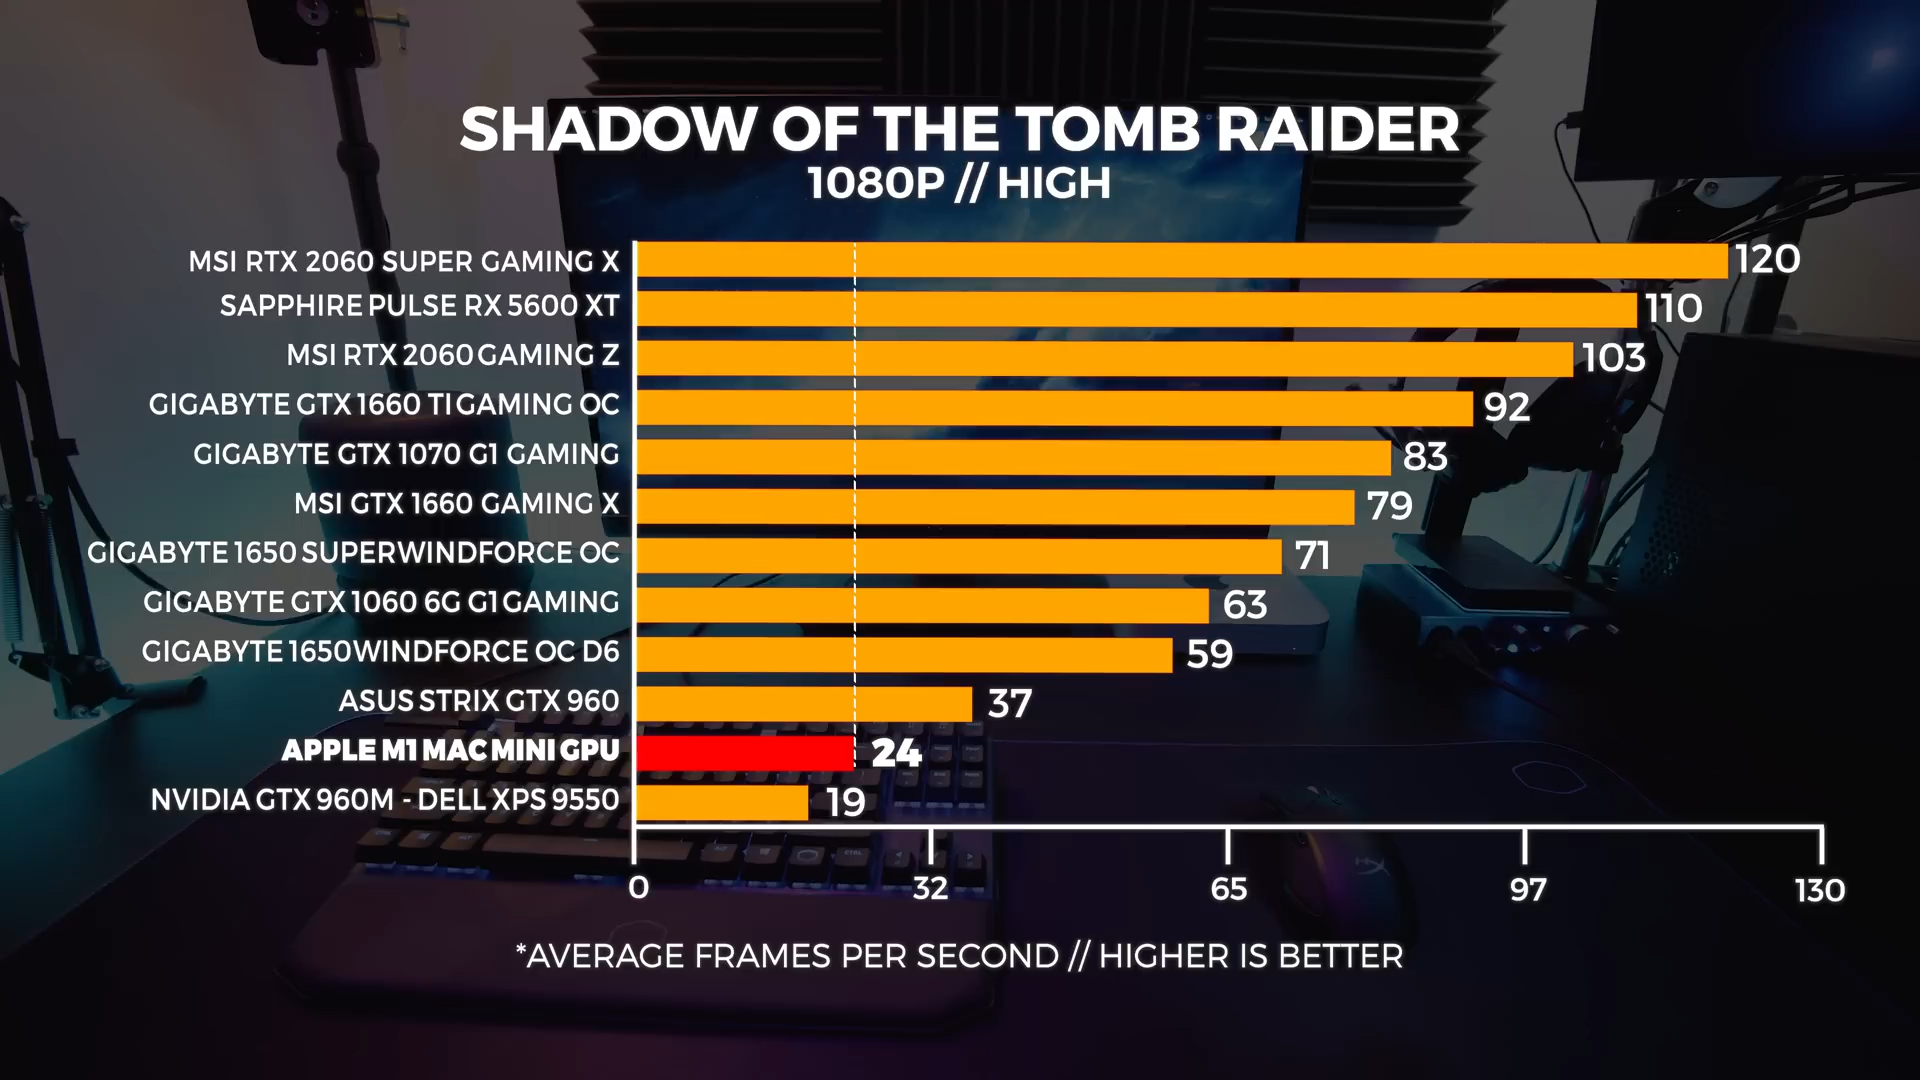 SHADOW OF THE TOMB RAIDER
1080P // HIGH
MSI RTX 2060 SUPER GAMING X 120
SAPPHIRE PULSE RX 5600 XT 110
MSI RTX 2060 GAMING Z 103
GIGABYTE GTX 1660 TI GAMING OC 92
GIGABYTE GTX 1070 G1 GAMING 83
MSI GTX 1660 GAMING X 79
GIGABYTE 1650 SUPERWINDFORCE OC 71
GIGABYTE GTX 1060 6G G1 GAMING 63
GIGABYTE 1650WINDFORCE OC D6 59
ASUS STRIX GTX 960 37
APPLE M1 MAC MINI GPU 24
NVIDIA GTX 960M - DELL XPS 9550 19
0 32 65 97 130
*AVERAGE FRAMES PER SECOND // HIGHER IS BETTER